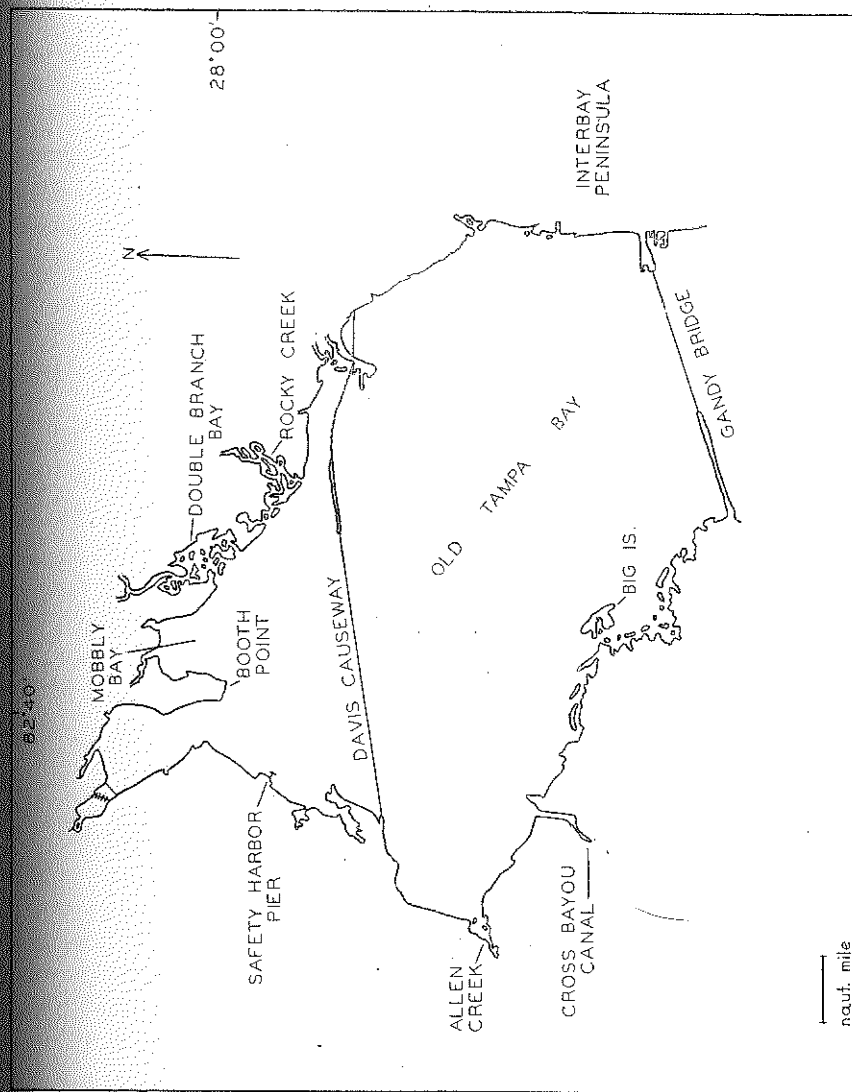 82°40'
28°00'
N
MOBBLY
BAY
DOUBLE BRANCH
BAY
ROCKY CREEK
BOOTH
POINT
SAFETY HARBOR
PIER
DAVIS CAUSEWAY
INTERBAY
PENINSULA
OLD TAMPA BAY
ALLEN
CREEK
CROSS BAYOU
CANAL
BIG IS.
GANDY BRIDGE
naut. mile